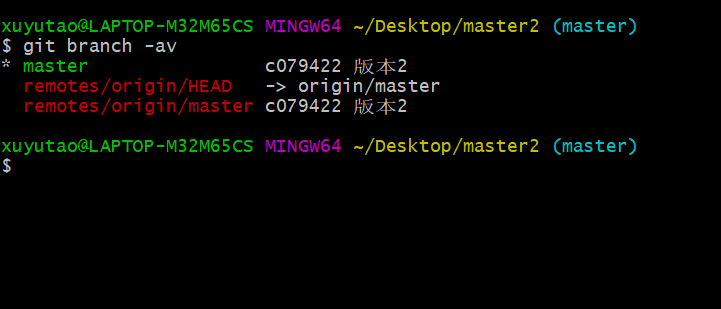 xuyutao@LAPTOP-M32M65CS MINGW64 ~/Desktop/master2 (master)
$ git branch -av
* master                c079422 版本2
  remotes/origin/HEAD   -> origin/master
  remotes/origin/master c079422 版本2
xuyutao@LAPTOP-M32M65CS MINGW64 ~/Desktop/master2 (master)
$